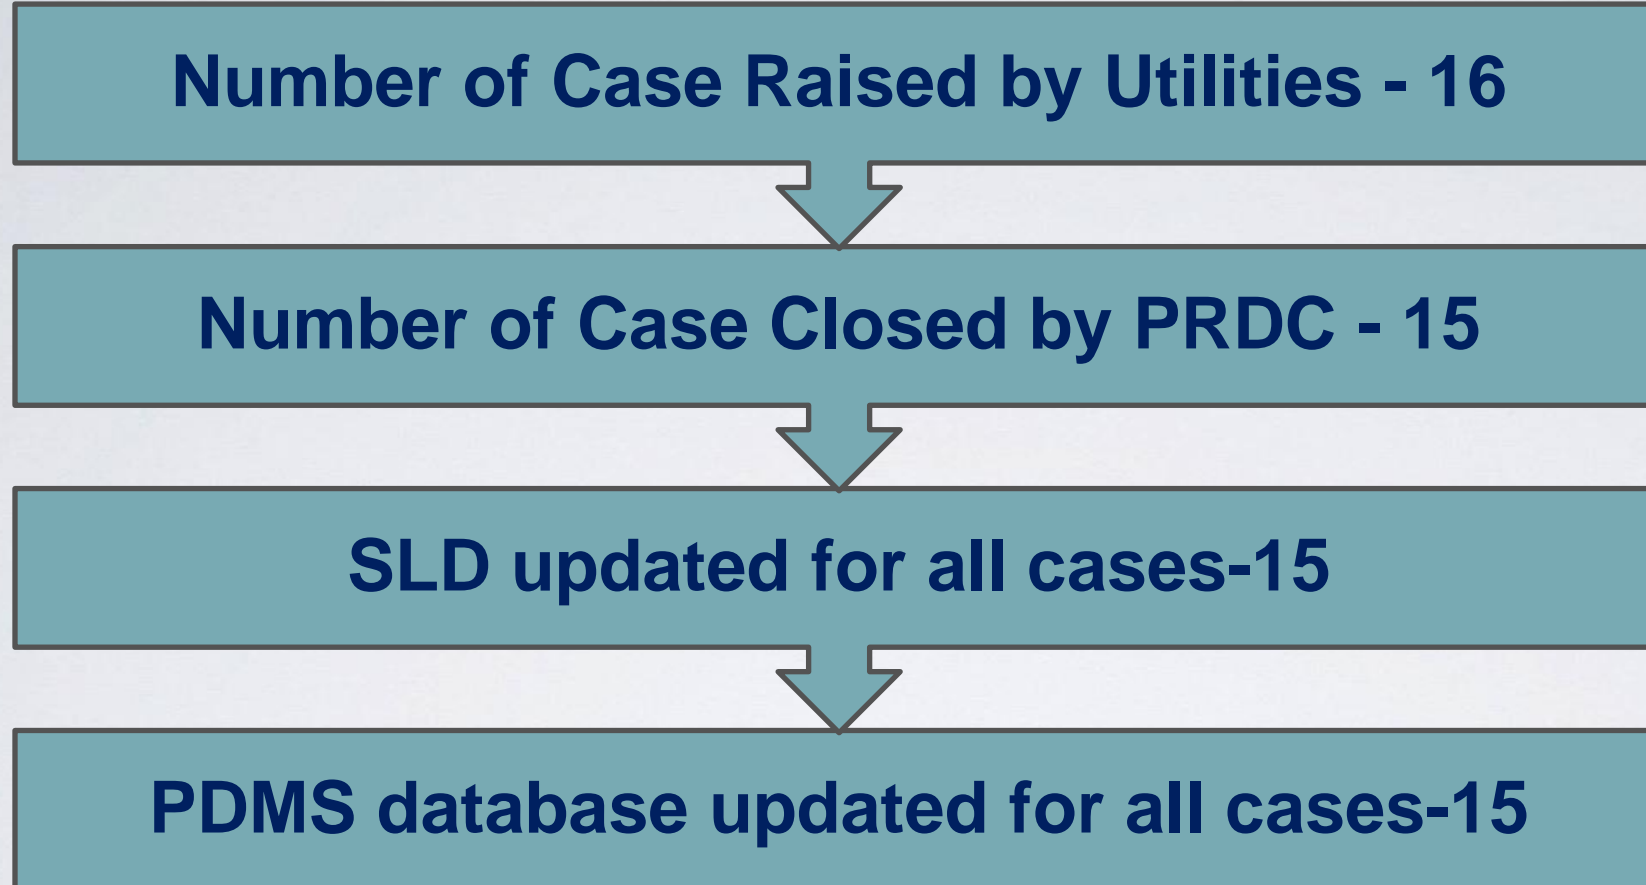 Number of Case Raised by Utilities - 16
Number of Case Closed by PRDC - 15
SLD updated for all cases-15
PDMS database updated for all cases-15